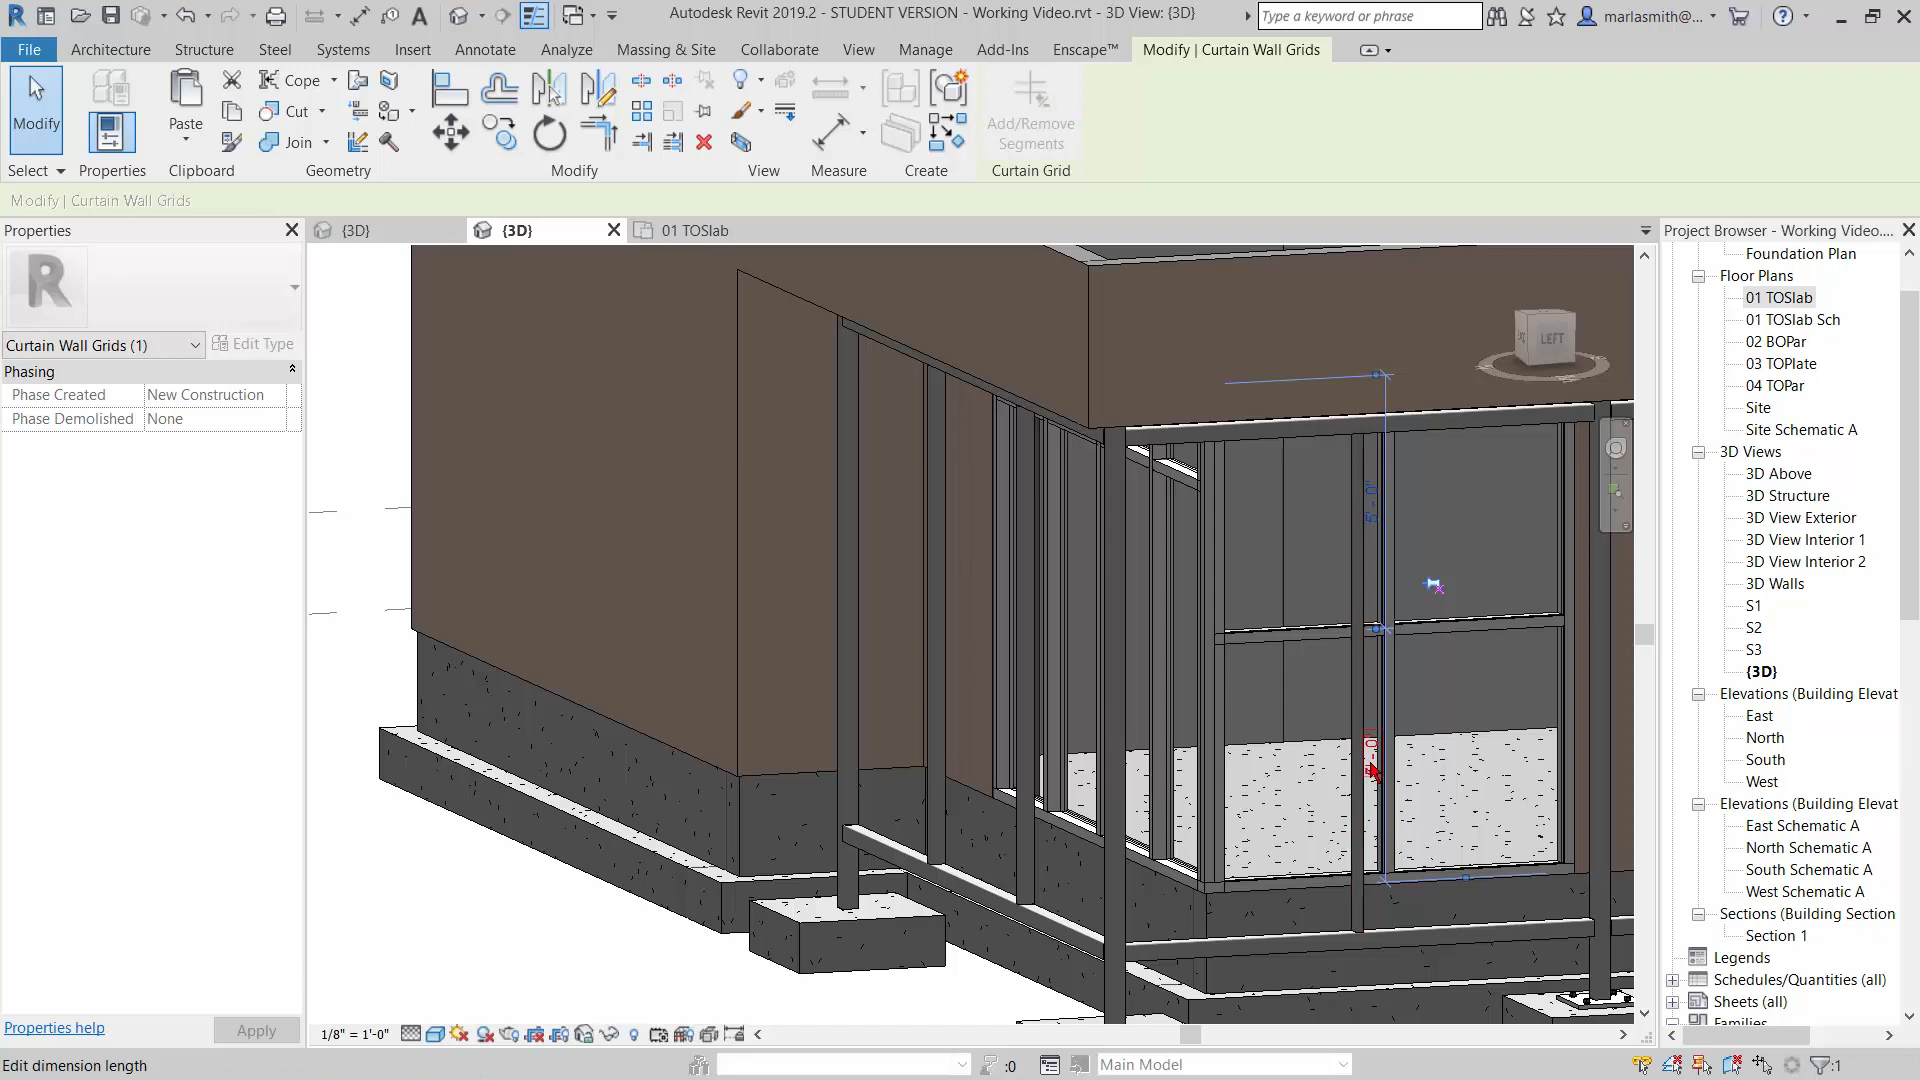 Autodesk Revit 2019.2 - STUDENT VERSION - Working Video.rvt - 3D View: {3D}
Type a keyword or phrase
marlasmith@...
File Architecture Structure Steel Systems Insert Annotate Analyze Massing & Site Collaborate View Manage Add-Ins Enscape™ Modify | Curtain Wall Grids
Modify
Paste
Cope
Cut
Join
Add/Remove
Segments
Select Properties Clipboard Geometry Modify View Measure Create Curtain Grid
Modify | Curtain Wall Grids
Properties
{3D}
{3D}
01 TOSlab
Project Browser - Working Video....
Curtain Wall Grids (1)
Edit Type
Phasing
Phase Created New Construction
Phase Demolished None
LEFT
5' - 0"
Foundation Plan
Floor Plans
01 TOSlab
01 TOSlab Sch
02 BOPar
03 TOPlate
04 TOPar
Site
Site Schematic A
3D Views
3D Above
3D Structure
3D View Exterior
3D View Interior 1
3D View Interior 2
3D Walls
S1
S2
S3
{3D}
Elevations (Building Elevat
East
North
South
West
Elevations (Building Elevat
East Schematic A
North Schematic A
South Schematic A
West Schematic A
Sections (Building Section
Section 1
Legends
Schedules/Quantities (all)
Sheets (all)
Families
Properties help
Apply
1/8" = 1'-0"
Edit dimension length
:0
Main Model
:1